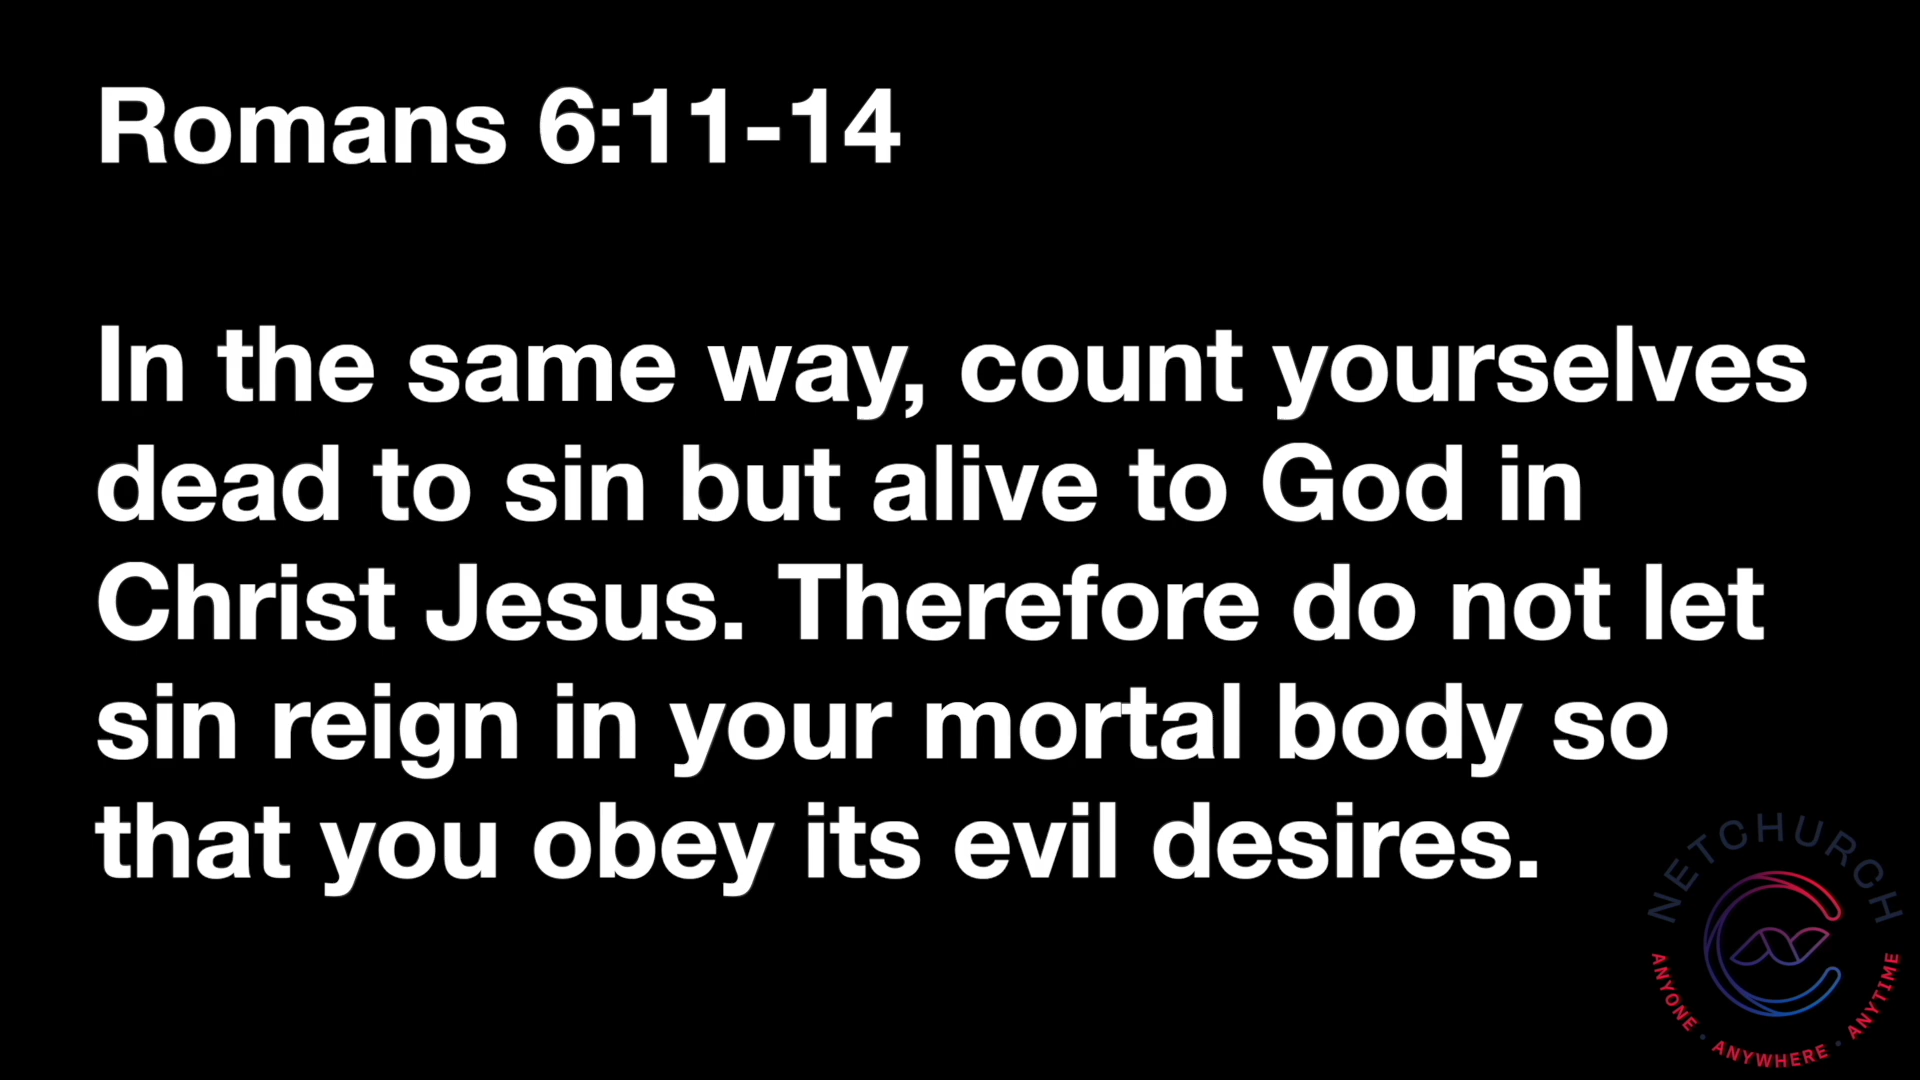 Romans 6:11-14
In the same way, count yourselves
dead to sin but alive to God in
Christ Jesus. Therefore do not let
sin reign in your mortal body so
that you obey its evil desires.
NETCHURCH
ANYONE • ANYWHERE • ANYTIME